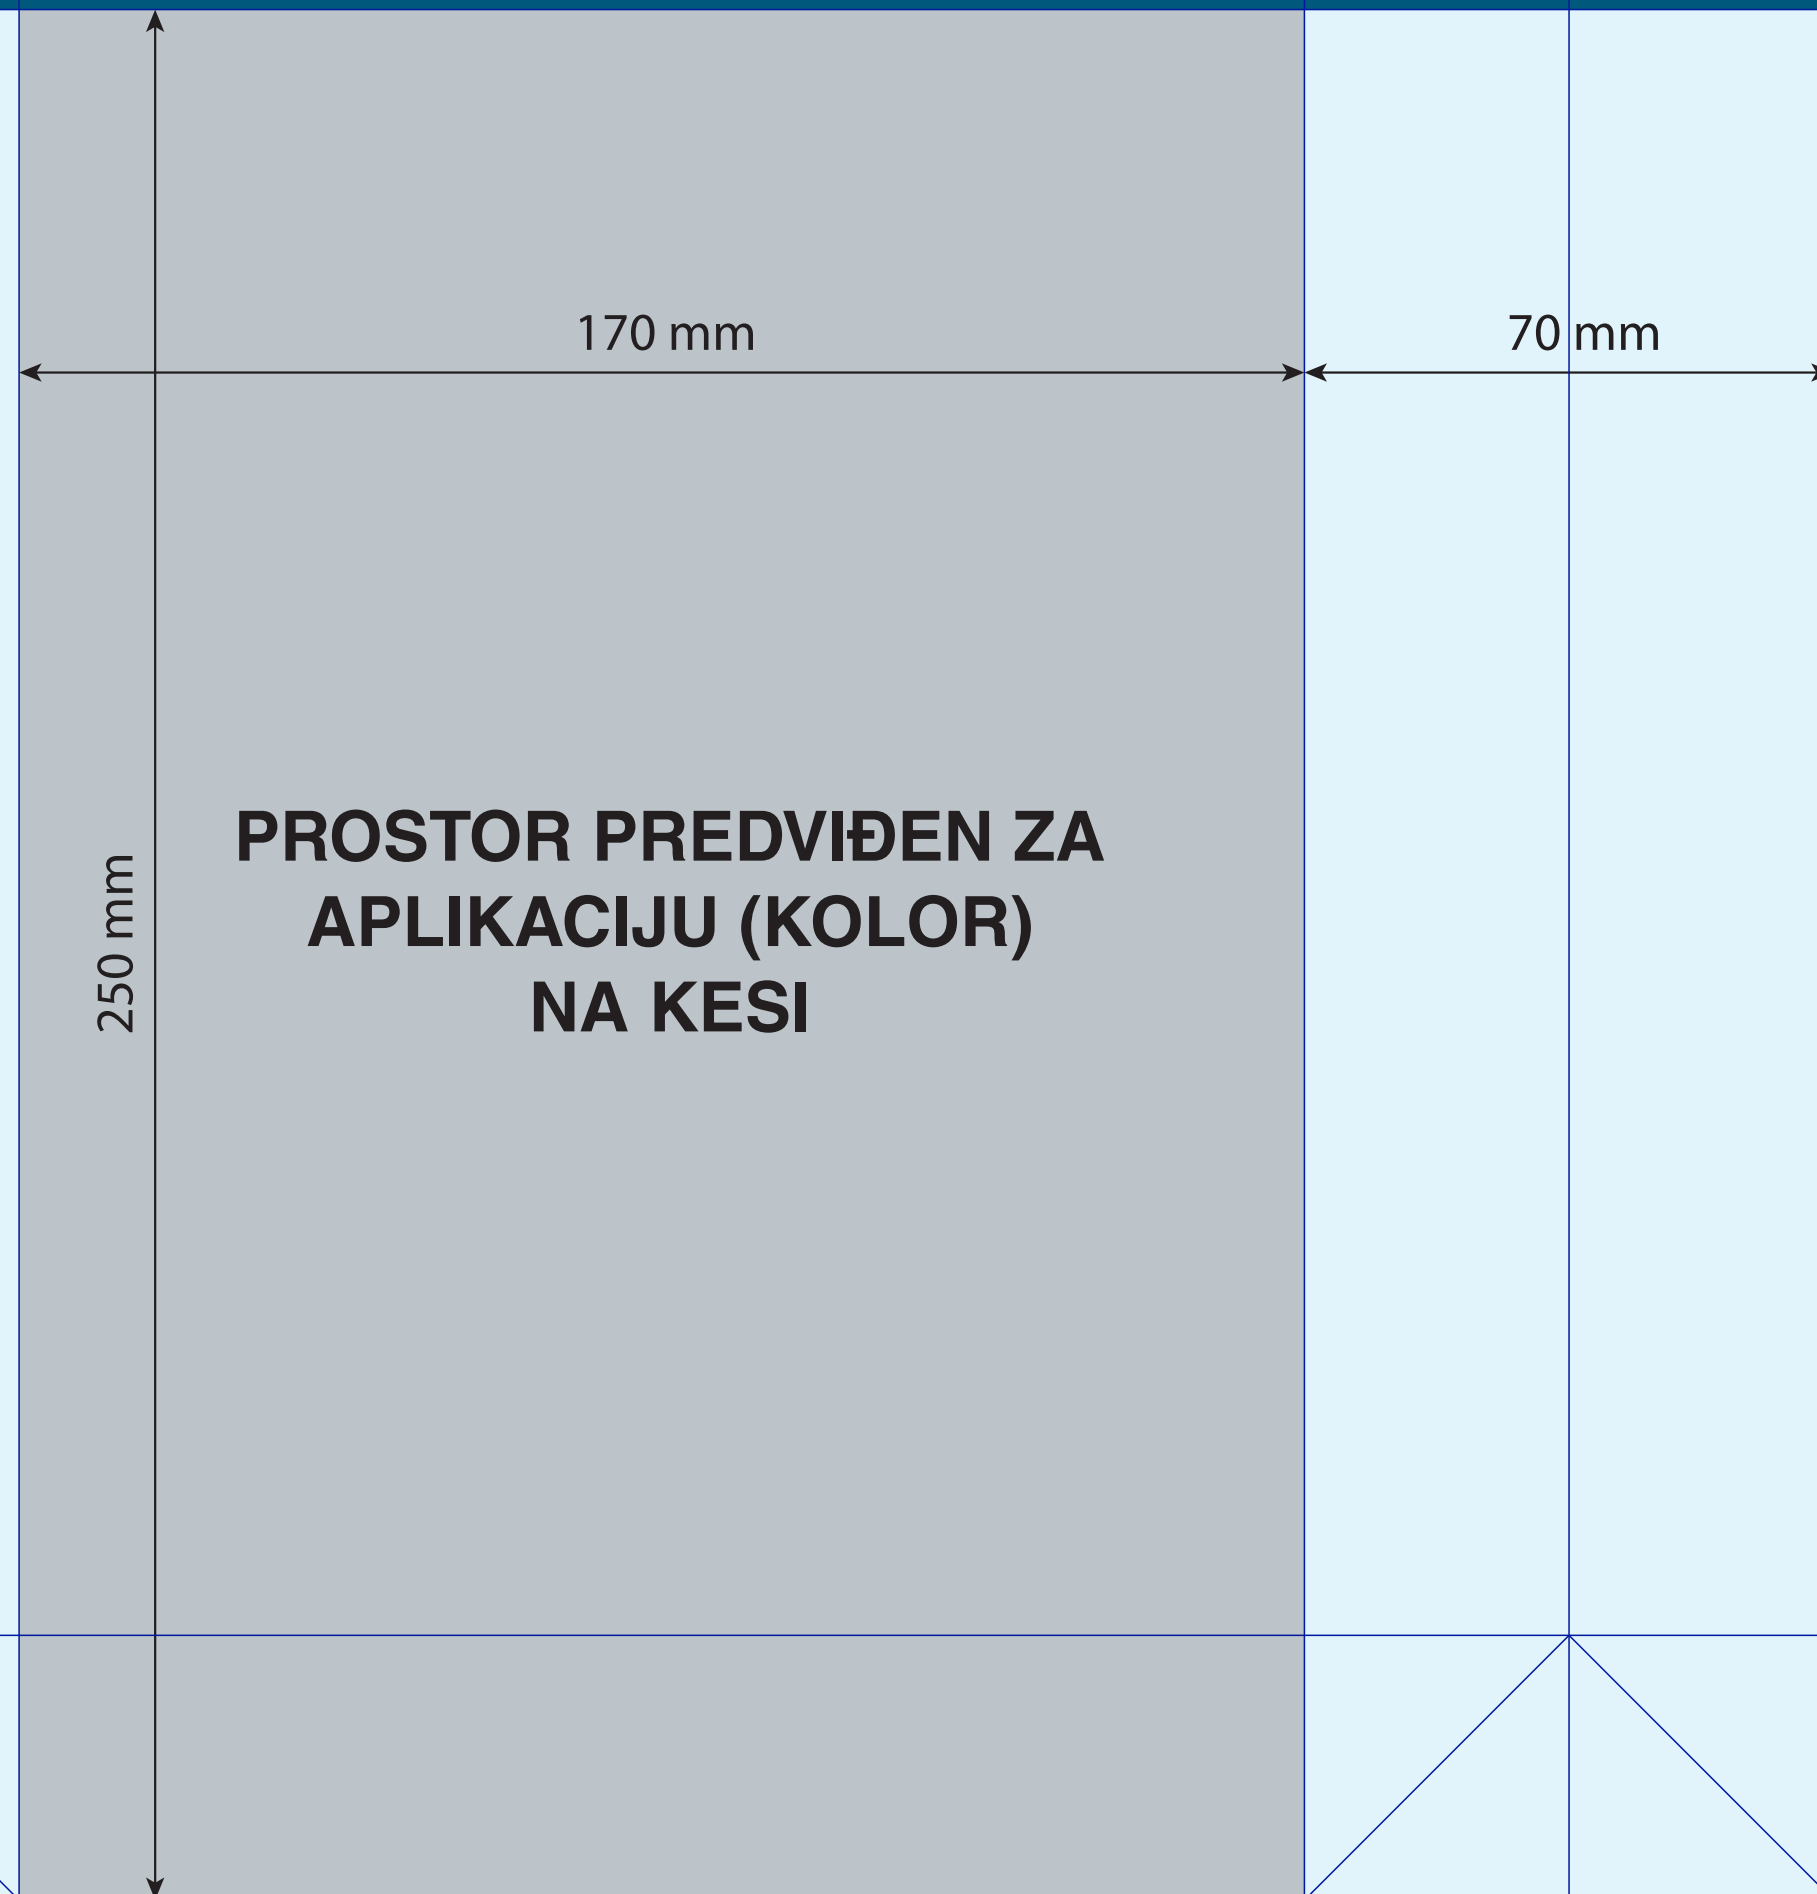 170 mm
70 mm
PROSTOR PREDVIĐEN ZA
APLIKACIJU (KOLOR)
NA KESI
250 mm